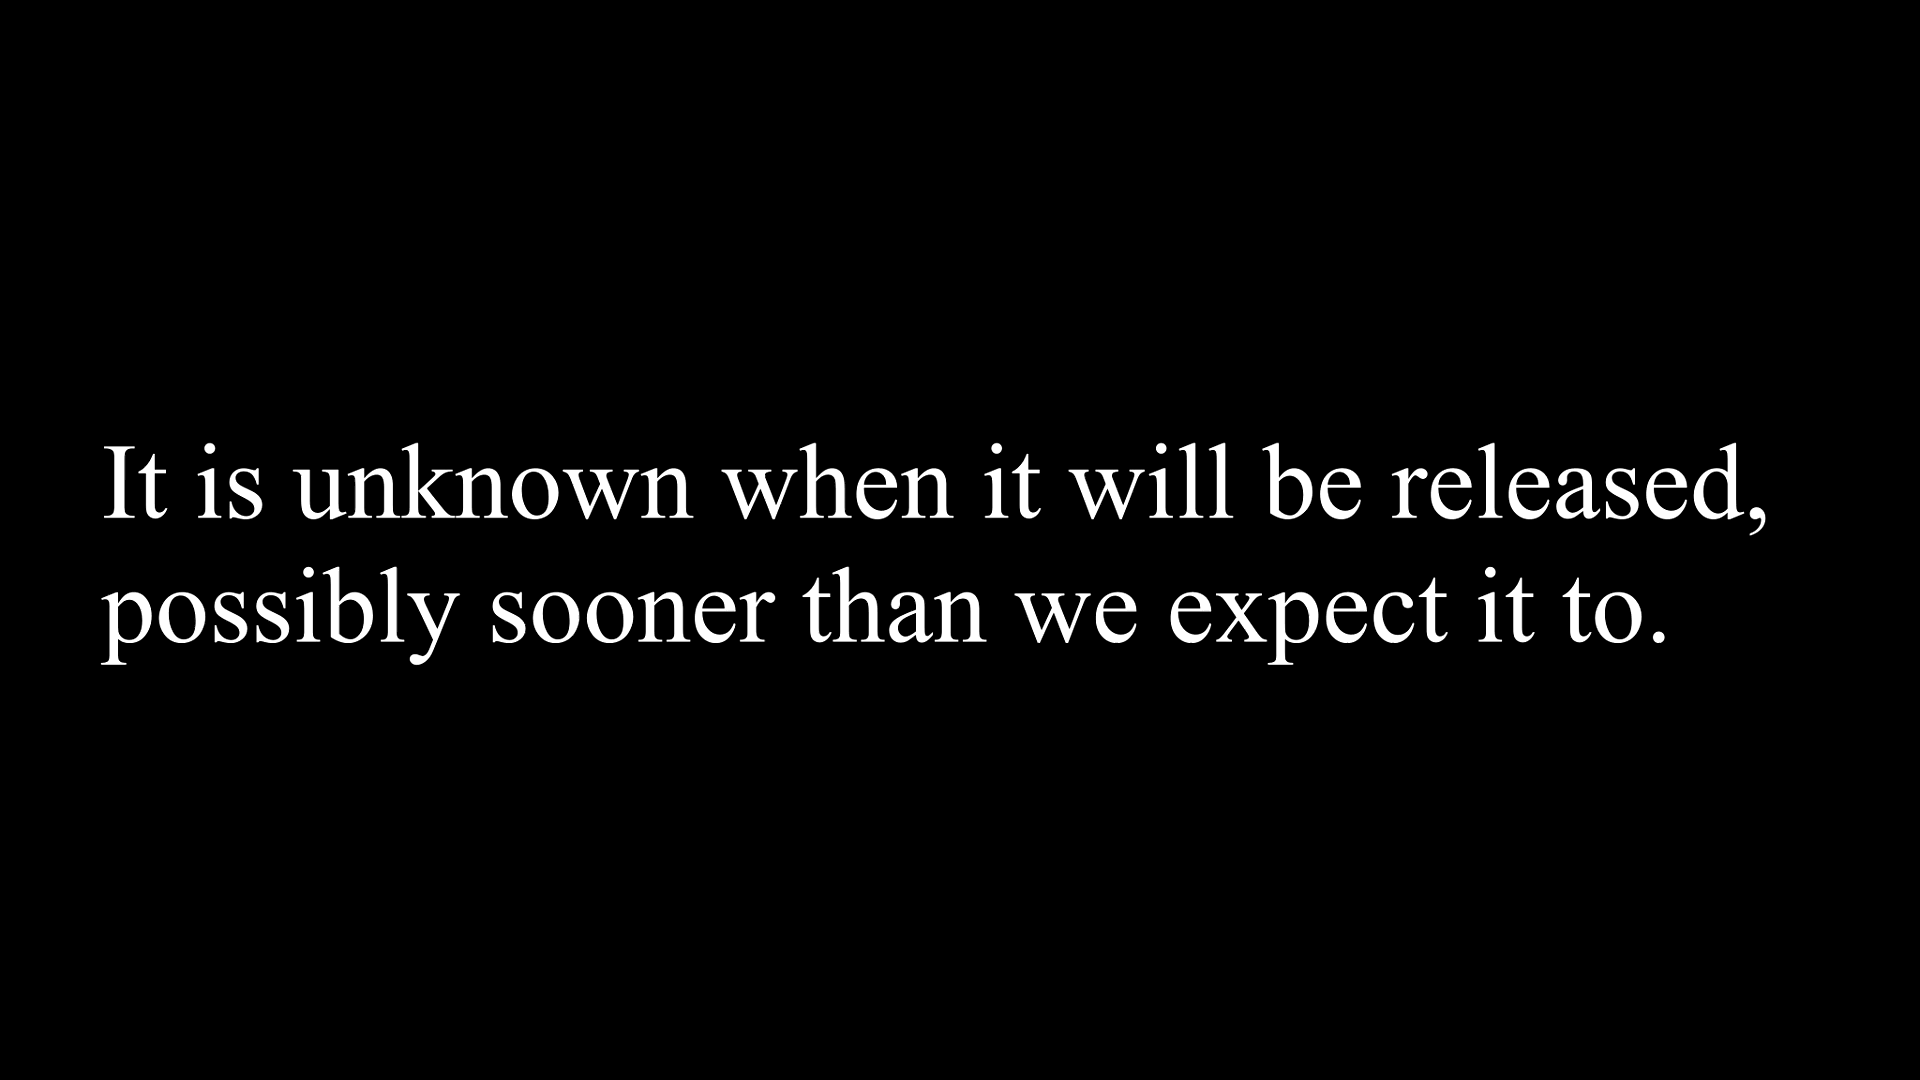 It is unknown when it will be released,
possibly sooner than we expect it to.